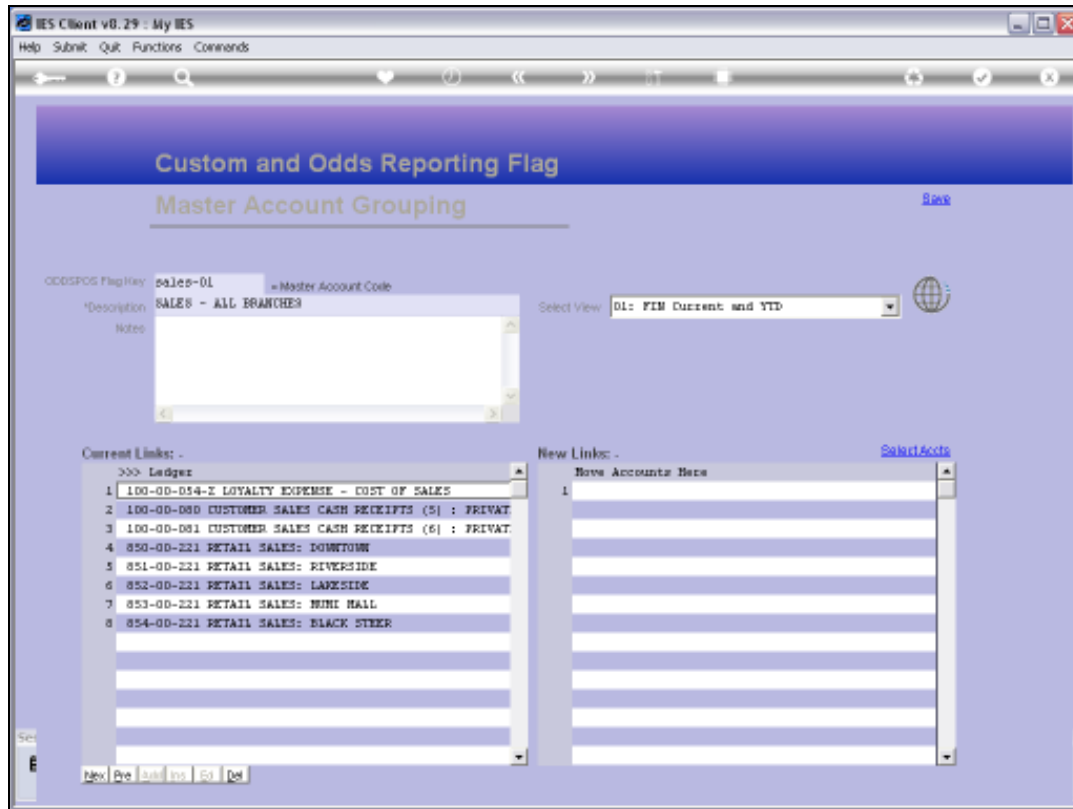 IES Client v8.29 : My IES
Help Submit Quit Functions Commands
Custom and Odds Reporting Flag
Master Account Grouping
Save
ODDSPOS Flag Key sales-01 = Master Account Code
*Description SALES - ALL BRANCHES
Select View 01: FIN Current and YTD
Notes
Current Links: -
New Links: -
Select Accts
>>> Ledger
Move Accounts Here
1 100-00-054-Z LOYALTY EXPENSE - COST OF SALES
1
2 100-00-080 CUSTOMER SALES CASH RECEIPTS (5) : PRIVAT
3 100-00-081 CUSTOMER SALES CASH RECEIPTS (6) : PRIVAT
4 850-00-221 RETAIL SALES: DOWNTOWN
5 851-00-221 RETAIL SALES: RIVERSIDE
6 852-00-221 RETAIL SALES: LAKESIDE
7 853-00-221 RETAIL SALES: MUMI MALL
8 854-00-221 RETAIL SALES: BLACK STEER
Nex Pre Add Ins Ed Del